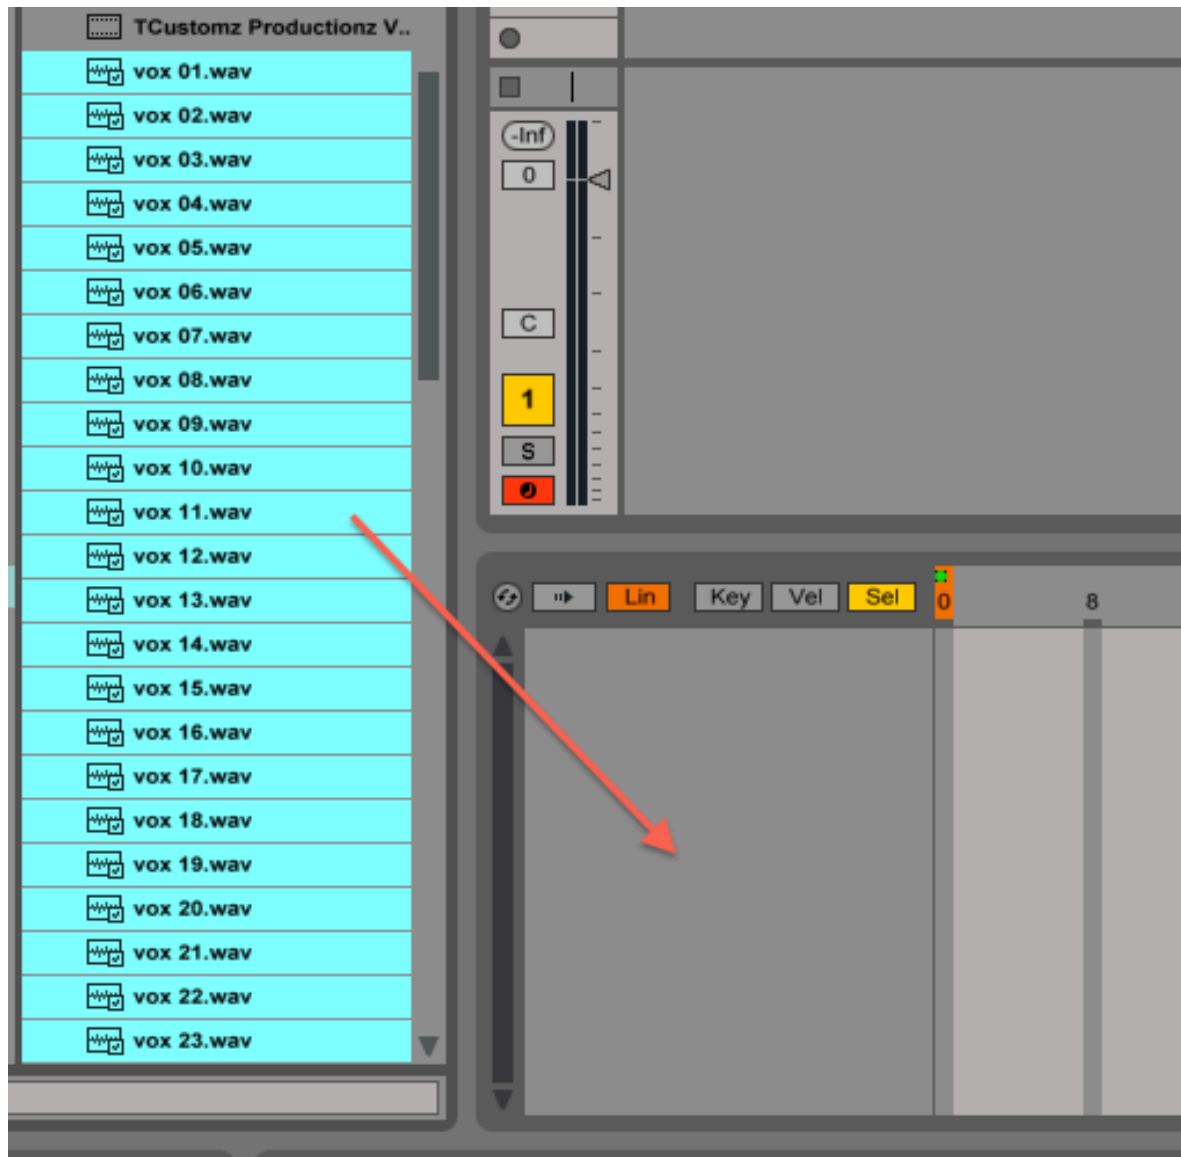 TCustomz Productionz V..
vox 01.wav
vox 02.wav
vox 03.wav
vox 04.wav
vox 05.wav
vox 06.wav
vox 07.wav
vox 08.wav
vox 09.wav
vox 10.wav
vox 11.wav
vox 12.wav
vox 13.wav
vox 14.wav
vox 15.wav
vox 16.wav
vox 17.wav
vox 18.wav
vox 19.wav
vox 20.wav
vox 21.wav
vox 22.wav
vox 23.wav
-Inf
0
C
1
S
Lin Key Vel Sel 0 8